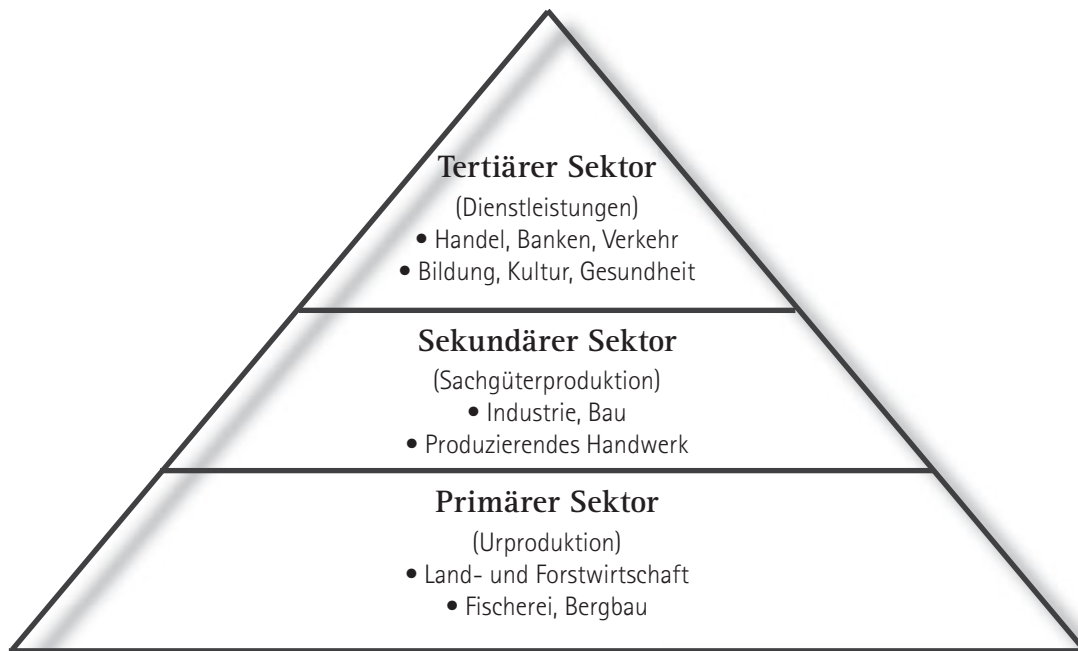 Tertiärer Sektor
(Dienstleistungen)
• Handel, Banken, Verkehr
• Bildung, Kultur, Gesundheit
Sekundärer Sektor
(Sachgüterproduktion)
• Industrie, Bau
• Produzierendes Handwerk
Primärer Sektor
(Urproduktion)
• Land- und Forstwirtschaft
• Fischerei, Bergbau